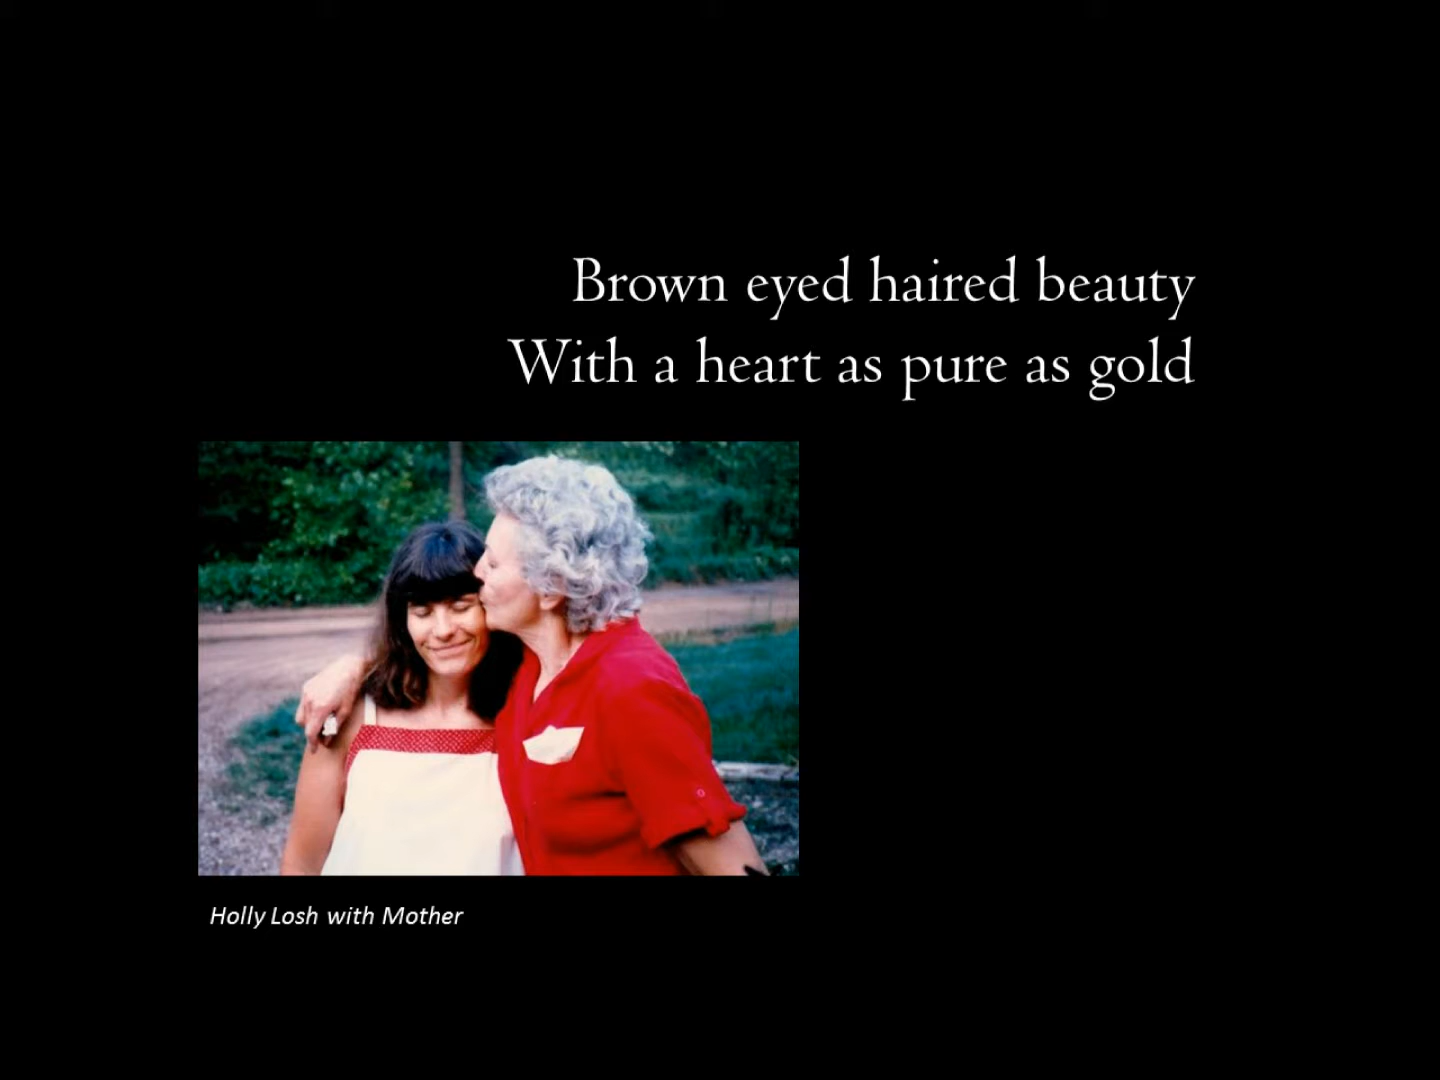 Brown eyed haired beauty
With a heart as pure as gold
Holly Losh with Mother